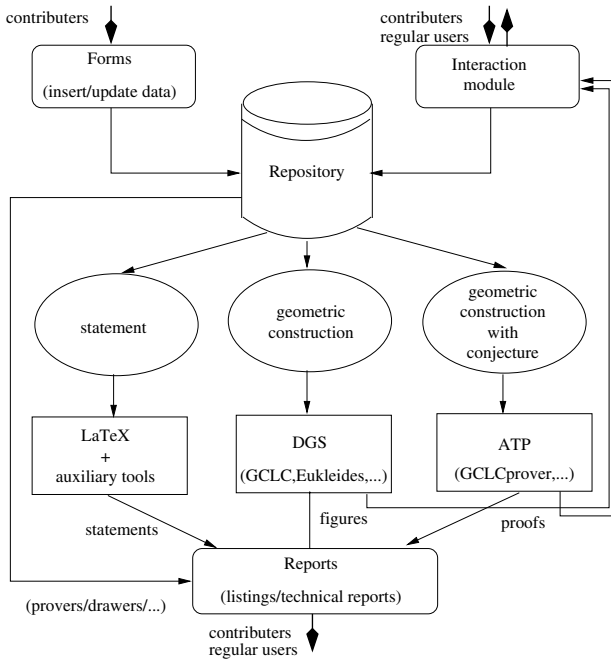 contributers
contributers
regular users
Forms
(insert/update data)
Interaction
module
Repository
statement
geometric
construction
geometric
construction
with
conjecture
LaTeX
+
auxiliary tools
DGS
(GCLC,Eukleides,...)
ATP
(GCLCprover,...)
statements
figures
proofs
Reports
(listings/technical reports)
(provers/drawers/...)
contributers
regular users